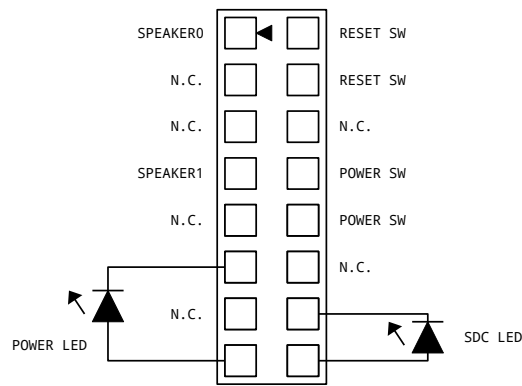 SPEAKER0 RESET SW
N.C. RESET SW
N.C. N.C.
SPEAKER1 POWER SW
N.C. POWER SW
N.C.
N.C.
SDC LED
POWER LED